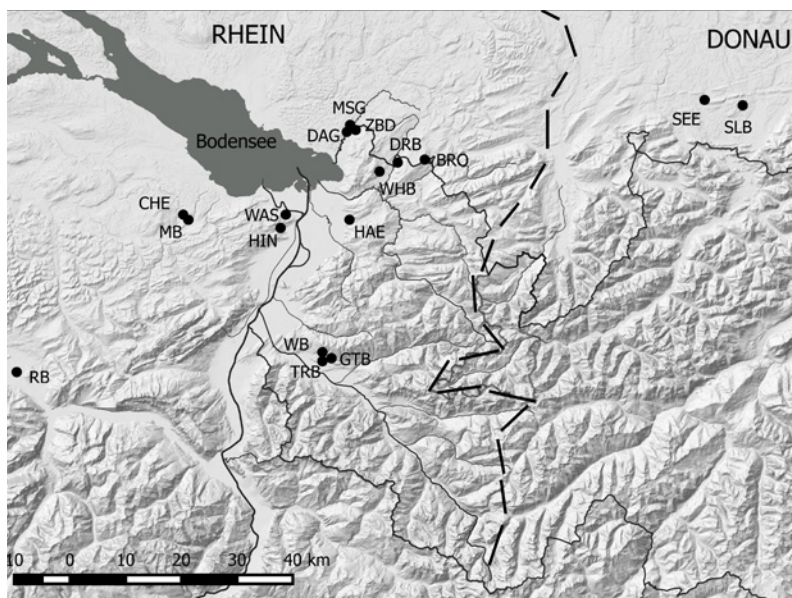 RHEIN
DONAU
MSG
ZBD
DAG
SEE
SLB
Bodensee
DRB
BRO
WHB
CHE
WAS
MB
HAE
HIN
WB
GTB
TRB
RB
10 0 10 20 30 40 km